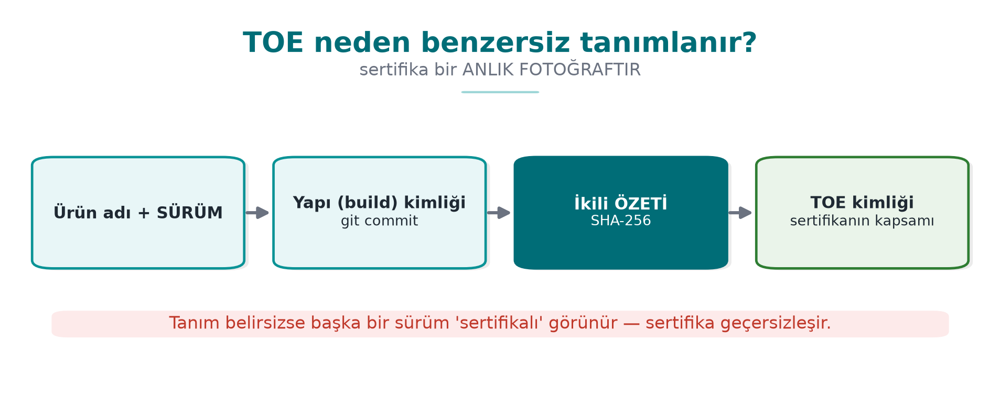 TOE neden benzersiz tanımlanır?
sertifika bir ANLIK FOTOĞRAFTIR
Ürün adı + SÜRÜM
Yapı (build) kimliği
git commit
İkili ÖZETİ
SHA-256
TOE kimliği
sertifikanın kapsamı
Tanım belirsizse başka bir sürüm 'sertifikalı' görünür — sertifika geçersizleşir.